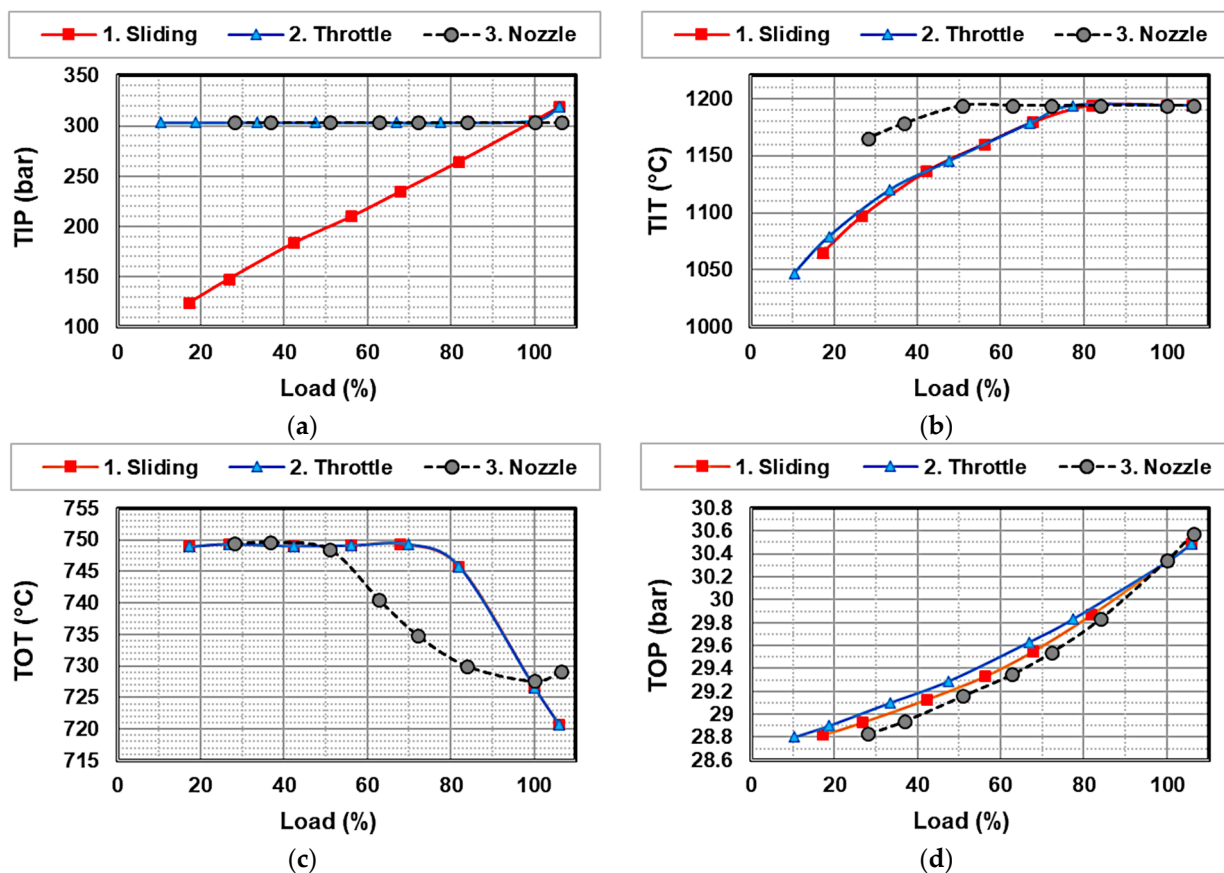 1. Sliding 2. Throttle 3. Nozzle
350
300
250
200
150
100
TIP (bar)
0 20 40 60 80 100
Load (%)
(a)
1. Sliding 2. Throttle 3. Nozzle
1200
1150
1100
1050
1000
TIT (°C)
0 20 40 60 80 100
Load (%)
(b)
1. Sliding 2. Throttle 3. Nozzle
755
750
745
740
735
730
725
720
715
TOT (°C)
0 20 40 60 80 100
Load (%)
(c)
1. Sliding 2. Throttle 3. Nozzle
30.8
30.6
30.4
30.2
30
29.8
29.6
29.4
29.2
29
28.8
28.6
TOP (bar)
0 20 40 60 80 100
Load (%)
(d)